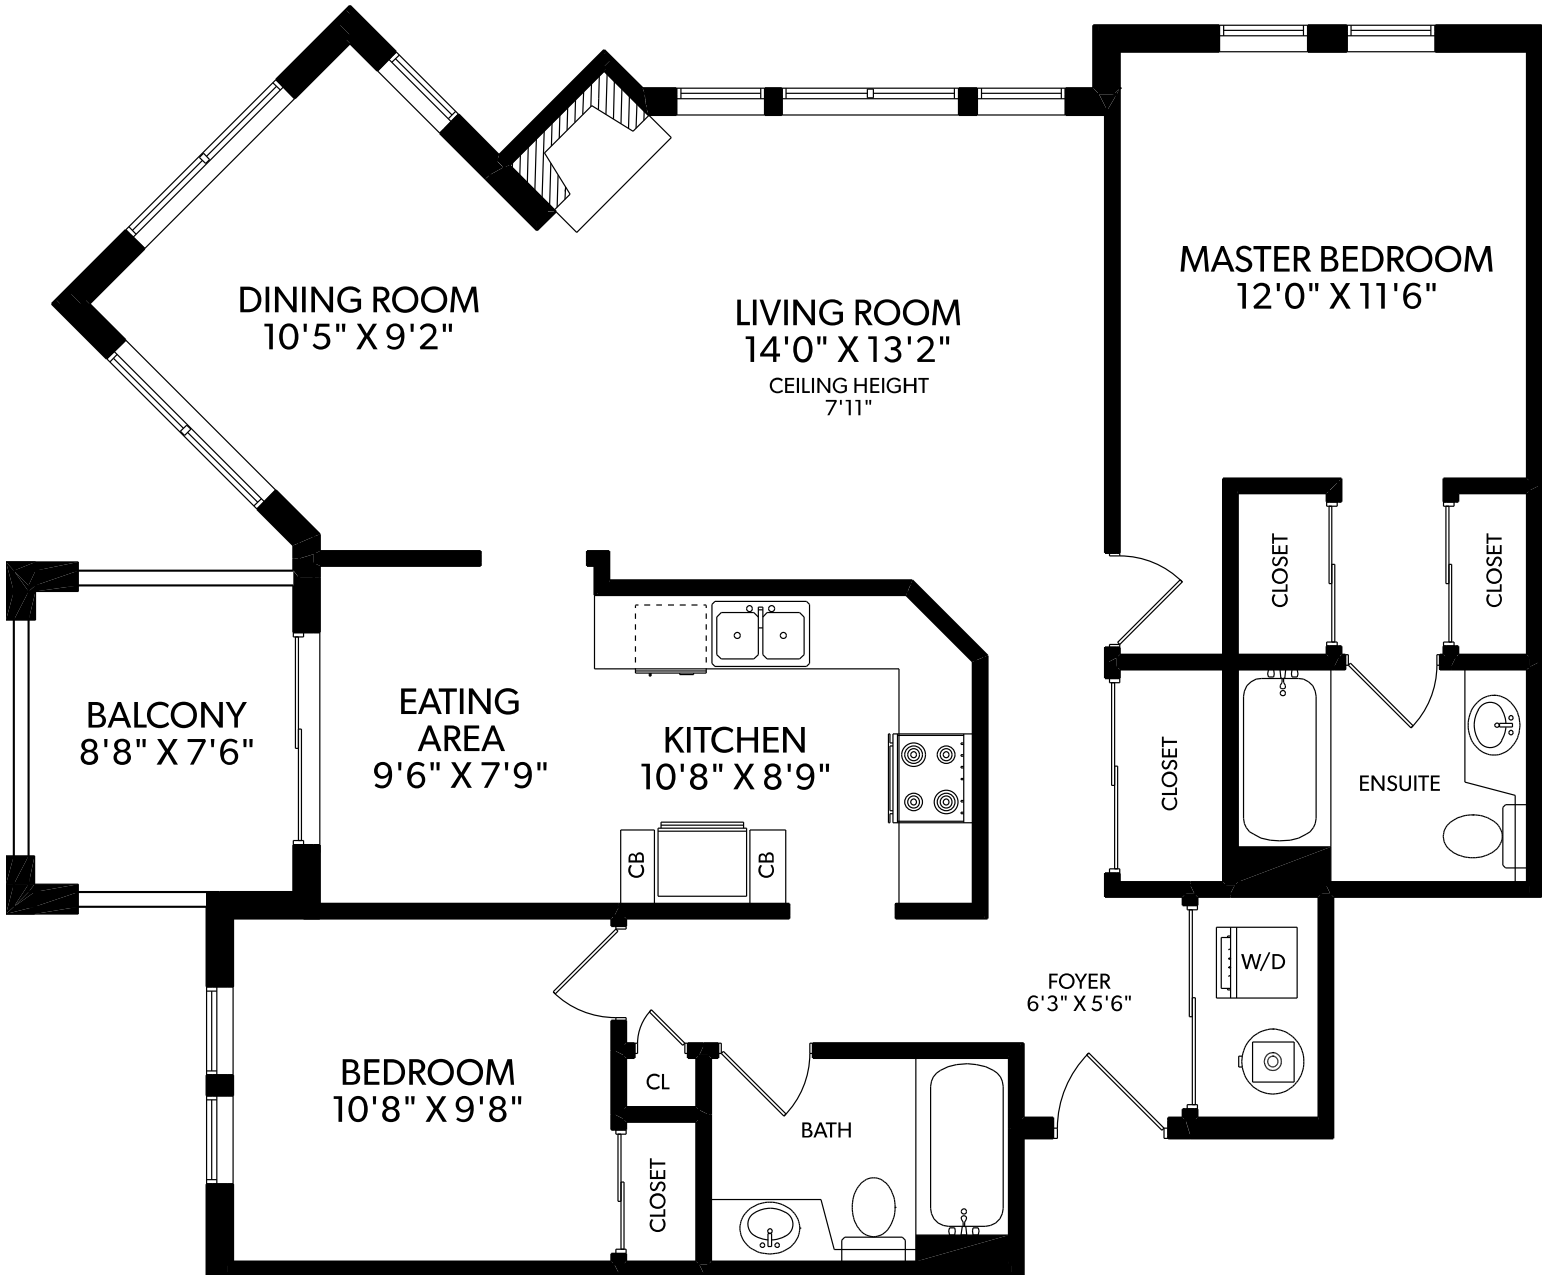 MASTER BEDROOM
12'0" X 11'6"
DINING ROOM
10'5" X 9'2"
LIVING ROOM
14'0" X 13'2"
CEILING HEIGHT
7'11"
CLOSET
CLOSET
BALCONY
8'8" X 7'6"
EATING
AREA
9'6" X 7'9"
KITCHEN
10'8" X 8'9"
CLOSET
ENSUITE
CB
CB
W/D
FOYER
6'3" X 5'6"
BEDROOM
10'8" X 9'8"
CL
BATH
CLOSET